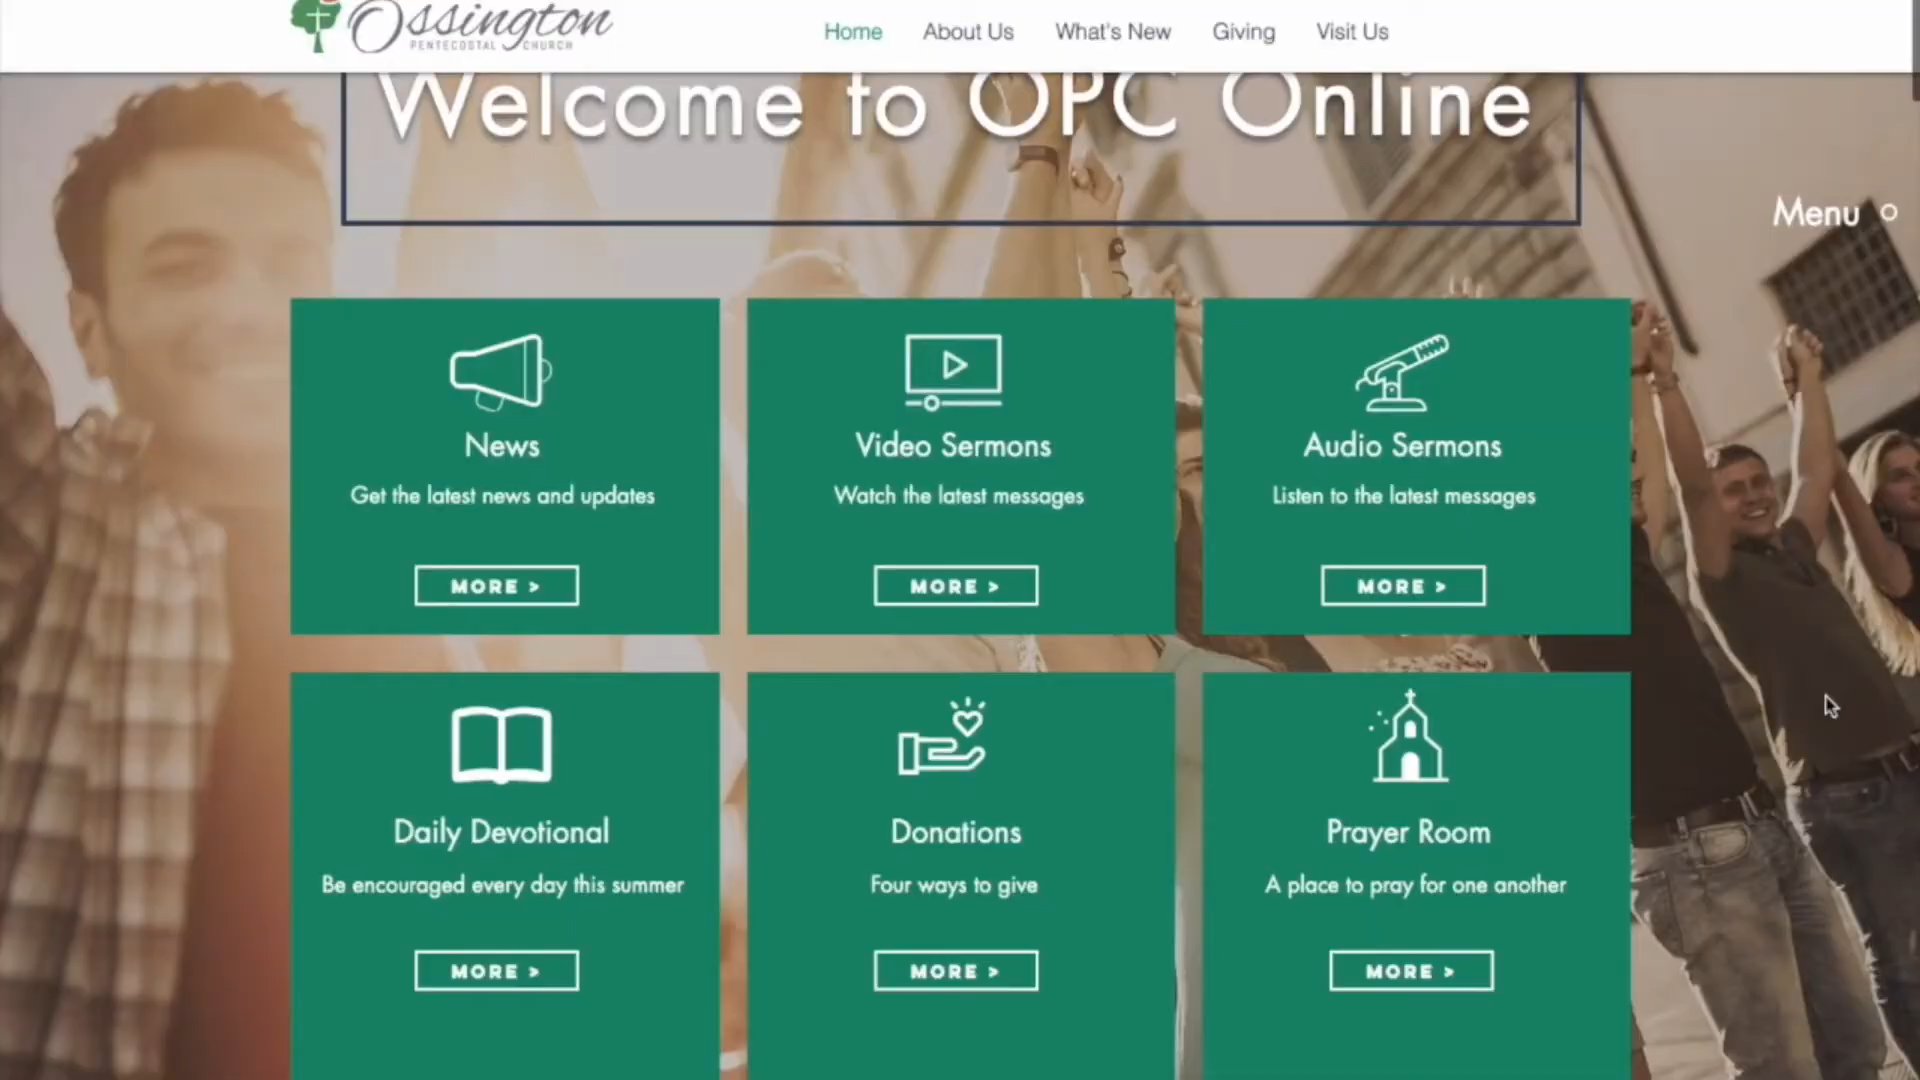 Ossington
PENTECOSTAL CHURCH
Home
About Us
What's New
Giving
Visit Us
Welcome to OPC Online
Menu
News
Get the latest news and updates
MORE >
Video Sermons
Watch the latest messages
MORE >
Audio Sermons
Listen to the latest messages
MORE >
Daily Devotional
Be encouraged every day this summer
MORE >
Donations
Four ways to give
MORE >
Prayer Room
A place to pray for one another
MORE >